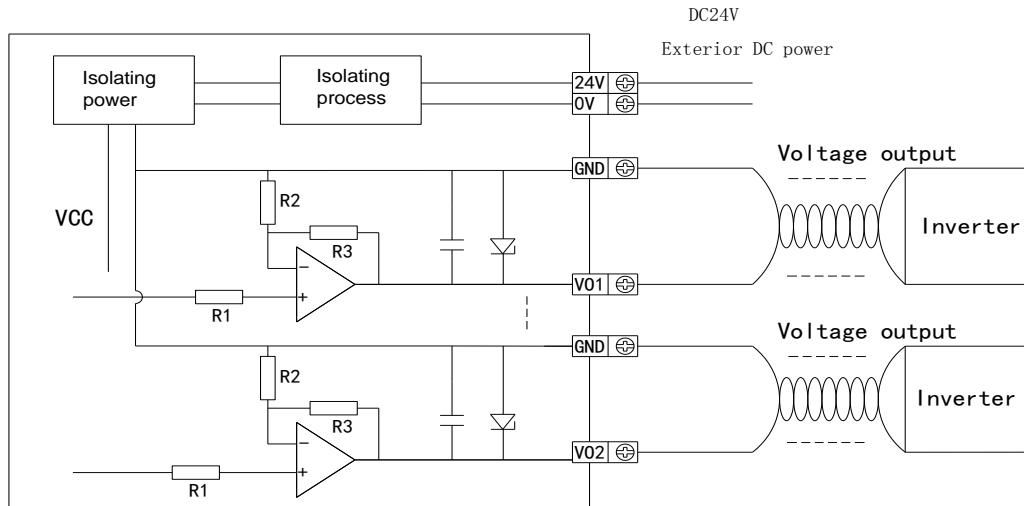 DC24V
Exterior DC power
Isolating
power
Isolating
process
24V
0V
GND
Voltage output
R2
VCC
R3
Inverter
−
+
VO1
R1
GND
Voltage output
R2
R3
Inverter
−
+
VO2
R1